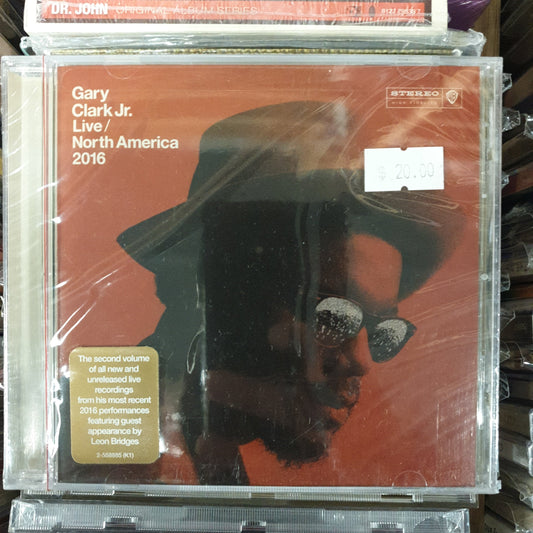 DR. JOHN ORIGINAL ALBUM SERIES
Gary
Clark Jr.
Live/
North America
2016
STEREO
HIGH FIDELITY
$ 20.00
The second volume
of all new and
unreleased live
recordings
from his most recent
2016 performances
featuring guest
appearance by
Leon Bridges
2-558885 (K1)